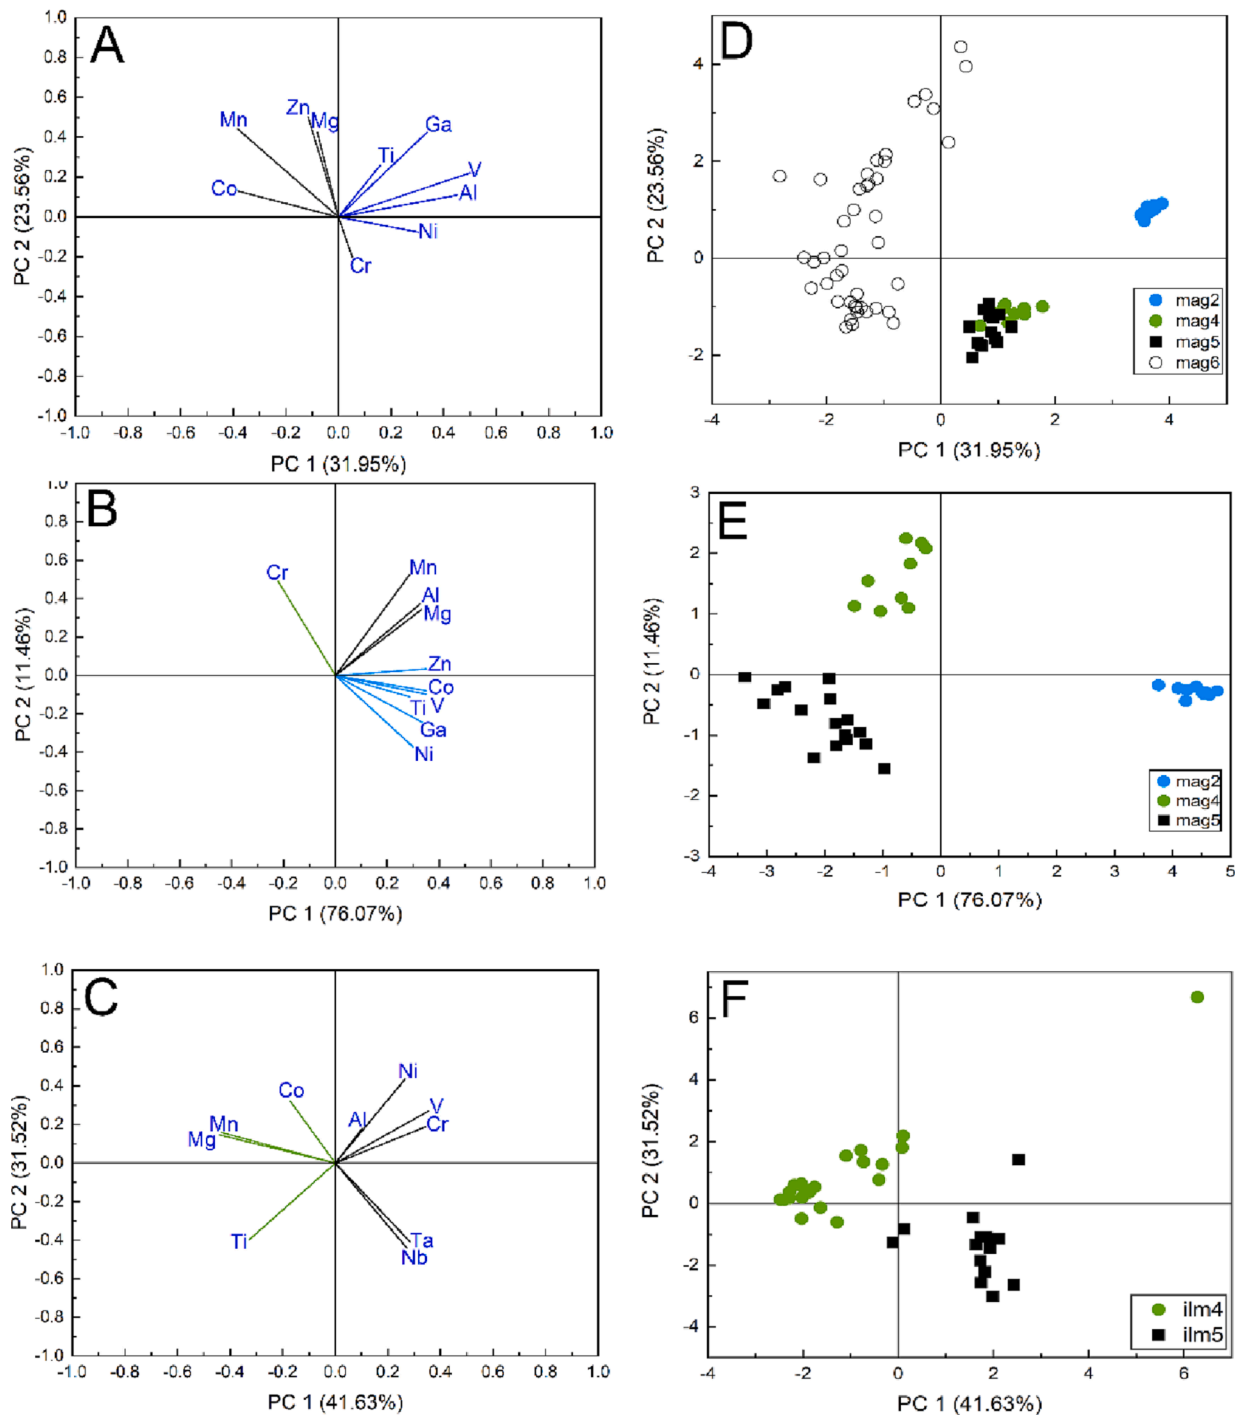 A
1.0
0.8
0.6
0.4
0.2
0.0
-0.2
-0.4
-0.6
-0.8
-1.0
PC 2 (23.56%)
Mn
Zn
Mg
Ga
Ti
V
Al
Co
Ni
Cr
-1.0 -0.8 -0.6 -0.4 -0.2 0.0 0.2 0.4 0.6 0.8 1.0
PC 1 (31.95%)
D
4
2
0
-2
PC 2 (23.56%)
mag2
mag4
mag5
mag6
-4 -2 0 2 4
PC 1 (31.95%)
B
1.0
0.8
0.6
0.4
0.2
0.0
-0.2
-0.4
-0.6
-0.8
-1.0
PC 2 (11.46%)
Cr
Mn
Al
Mg
Zn
Co
Ti V
Ga
Ni
-1.0 -0.8 -0.6 -0.4 -0.2 0.0 0.2 0.4 0.6 0.8 1.0
PC 1 (76.07%)
E
3
2
1
0
-1
-2
-3
PC 2 (11.46%)
mag2
mag4
mag5
-4 -3 -2 -1 0 1 2 3 4 5
PC 1 (76.07%)
C
1.0
0.8
0.6
0.4
0.2
0.0
-0.2
-0.4
-0.6
-0.8
-1.0
PC 2 (31.52%)
Ni
Co
V
Al
Cr
Mn
Mg
Ti
Ta
Nb
-1.0 -0.8 -0.6 -0.4 -0.2 0.0 0.2 0.4 0.6 0.8 1.0
PC 1 (41.63%)
F
6
4
2
0
-2
-4
PC 2 (31.52%)
ilm4
ilm5
-4 -2 0 2 4 6
PC 1 (41.63%)